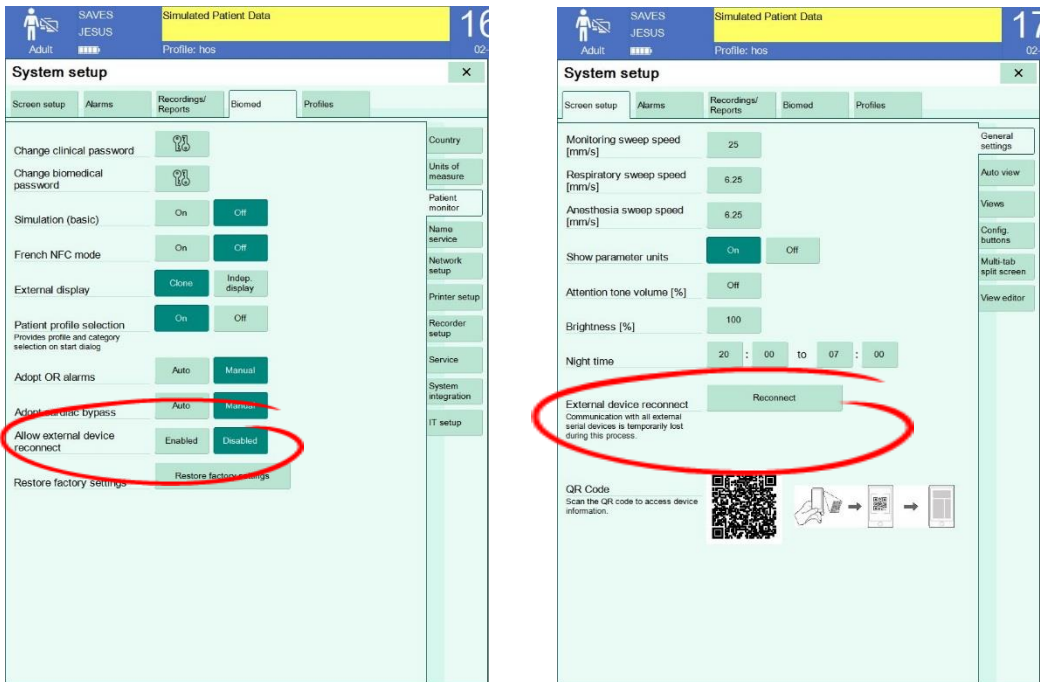 SAVES
JESUS
Adult
Simulated Patient Data
Profile: hos
16
02-
System setup
×
Screen setup
Alarms
Recordings/
Reports
Biomed
Profiles
Change clinical password
Change biomedical
password
Simulation (basic)
On
Off
French NFC mode
On
Off
External display
Clone
Indep.
display
Patient profile selection
Provides profile and category
selection on start dialog
On
Off
Adopt OR alarms
Auto
Manual
Adopt cardiac bypass
Auto
Manual
Allow external device
reconnect
Enabled
Disabled
Restore factory settings
Restore factory settings
Country
Units of
measure
Patient
monitor
Name
service
Network
setup
Printer setup
Recorder
setup
Service
System
integration
IT setup
SAVES
JESUS
Adult
Simulated Patient Data
Profile: hos
17
02-
System setup
×
Screen setup
Alarms
Recordings/
Reports
Biomed
Profiles
Monitoring sweep speed
[mm/s]
25
Respiratory sweep speed
[mm/s]
6.25
Anesthesia sweep speed
[mm/s]
6.25
Show parameter units
On
Off
Attention tone volume [%]
Off
Brightness [%]
100
Night time
20 : 00 to 07 : 00
External device reconnect
Communication with all external
serial devices is temporarily lost
during this process.
Reconnect
QR Code
Scan the QR code to access device
information.
General
settings
Auto view
Views
Config.
buttons
Multi-tab
split screen
View editor